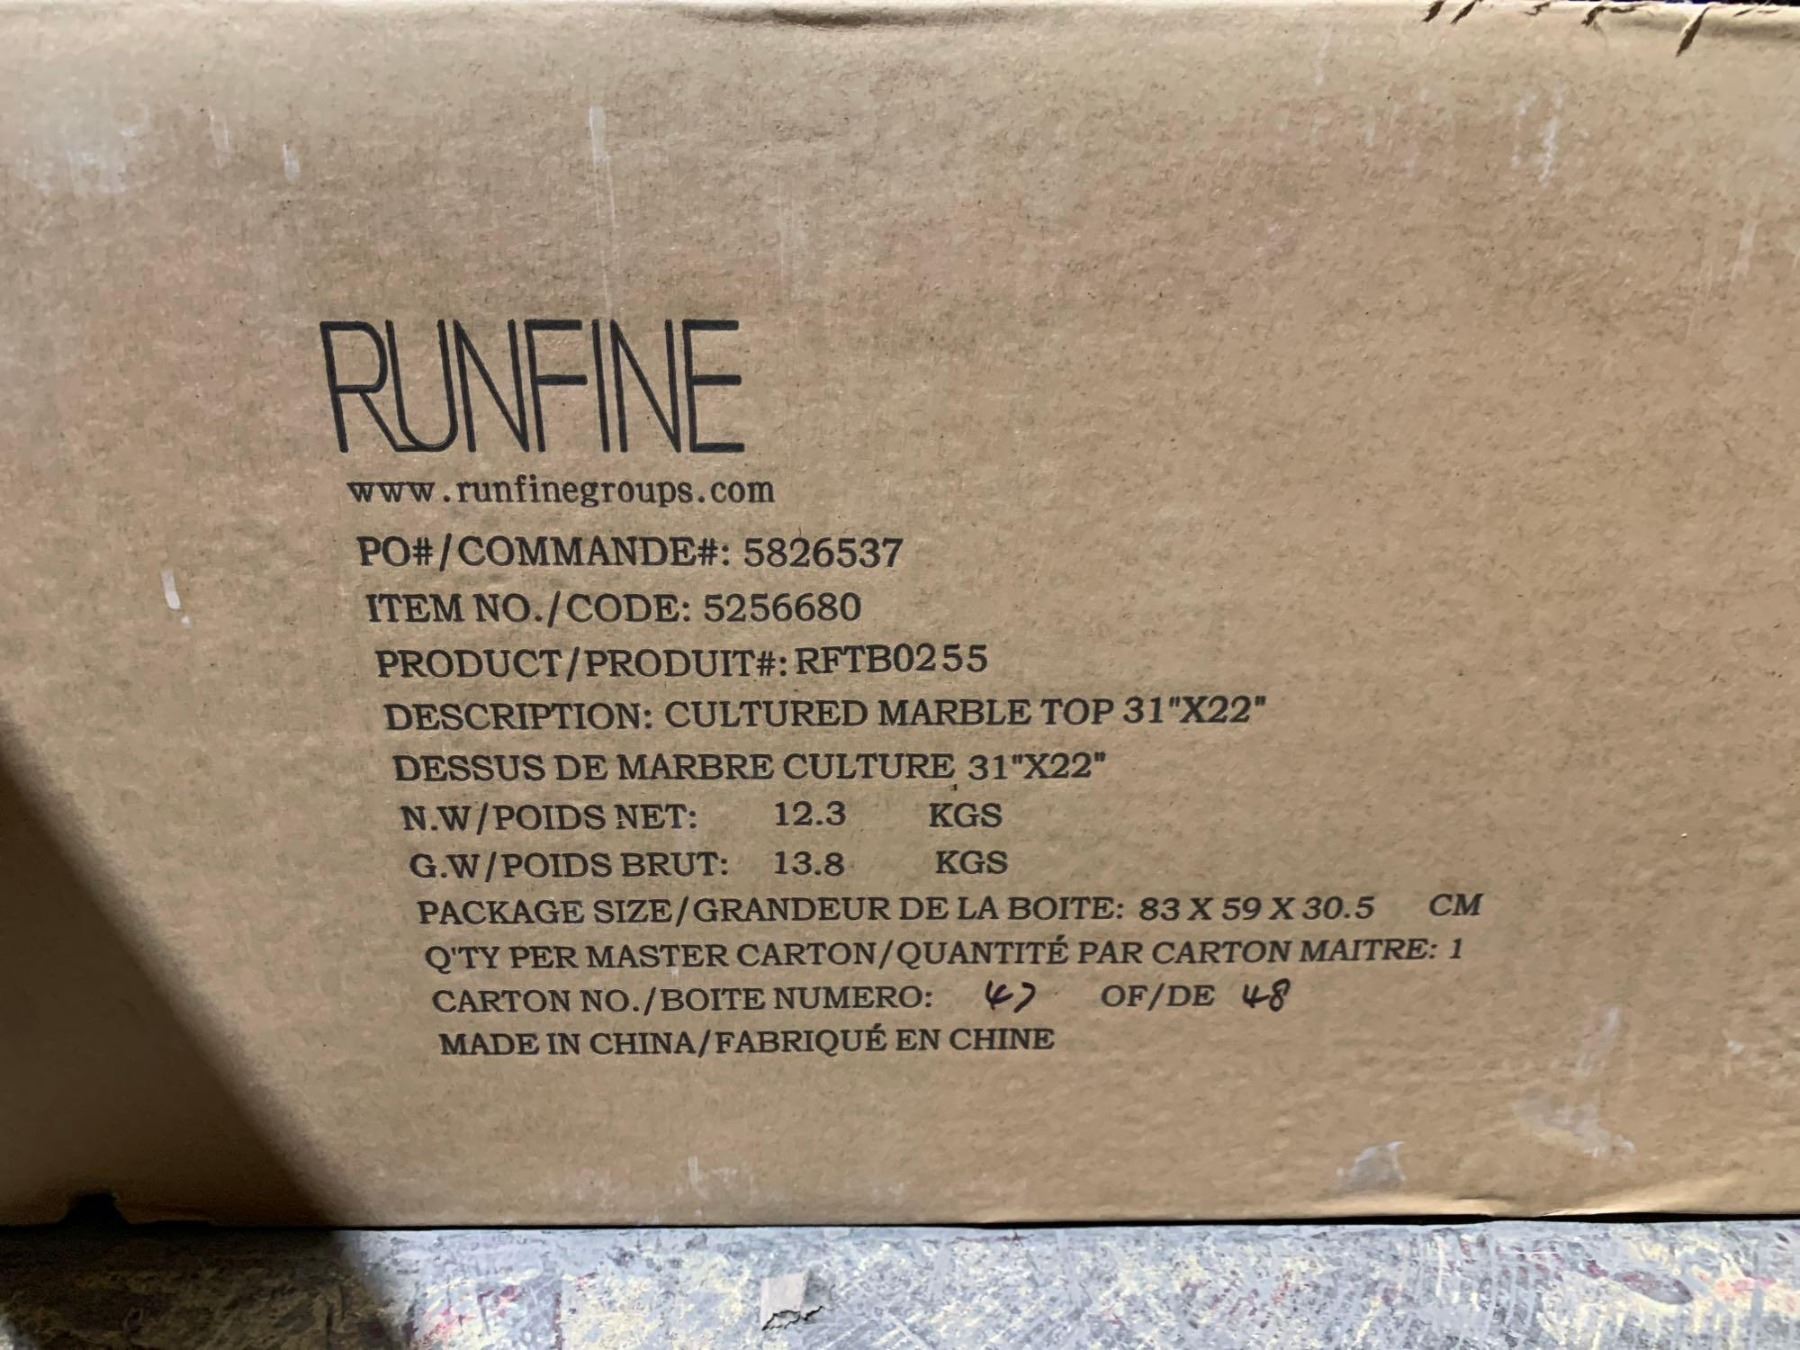 RUNFINE
www.runfinegroups.com
PO#/COMMANDE#: 5826537
ITEM NO./CODE: 5256680
PRODUCT/PRODUIT#: RFTB0255
DESCRIPTION: CULTURED MARBLE TOP 31"X22"
DESSUS DE MARBRE CULTURE 31"X22"
N.W/POIDS NET: 12.3 KGS
G.W/POIDS BRUT: 13.8 KGS
PACKAGE SIZE/GRANDEUR DE LA BOITE: 83 X 59 X 30.5 CM
Q'TY PER MASTER CARTON/QUANTITÉ PAR CARTON MAITRE: 1
CARTON NO./BOITE NUMERO: 47 OF/DE 48
MADE IN CHINA/FABRIQUÉ EN CHINE